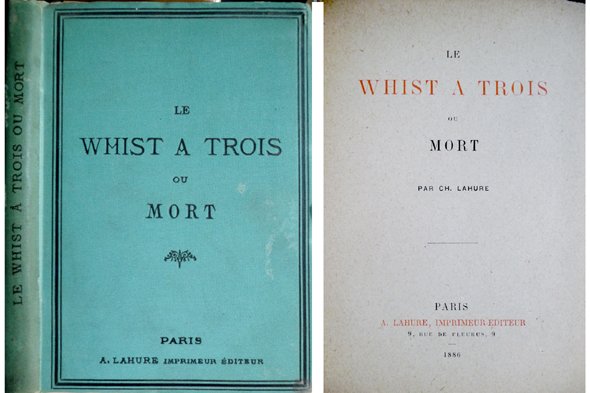 LE WHIST À TROIS OU MORT
LE
WHIST A TROIS
OU
MORT
PARIS
A. LAHURE IMPRIMEUR ÉDITEUR
LE
WHIST A TROIS
OU
MORT
PAR CH. LAHURE
PARIS
A. LAHURE, IMPRIMEUR-ÉDITEUR
9, RUE DE FLEURUS, 9
1886